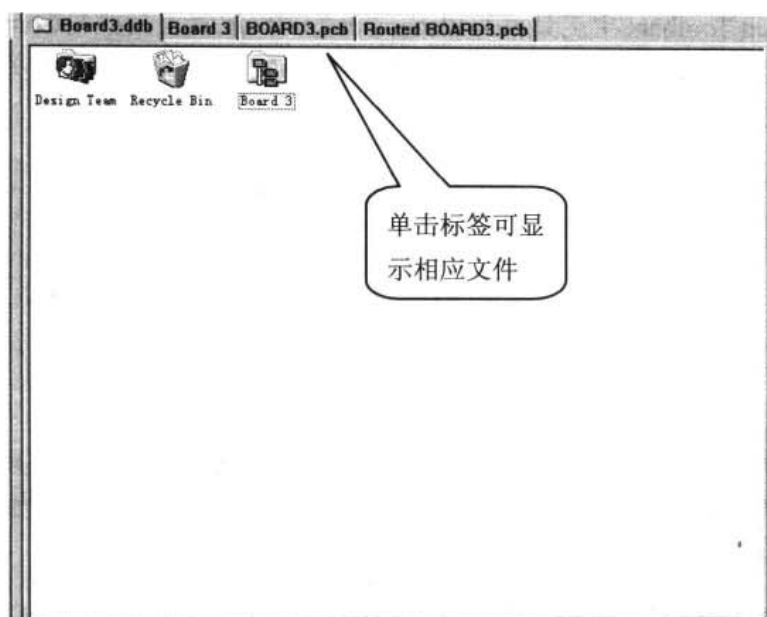 Board3.ddb Board 3 BOARD3.pcb Routed BOARD3.pcb
Design Team Recycle Bin Board 3
单击标签可显
示相应文件